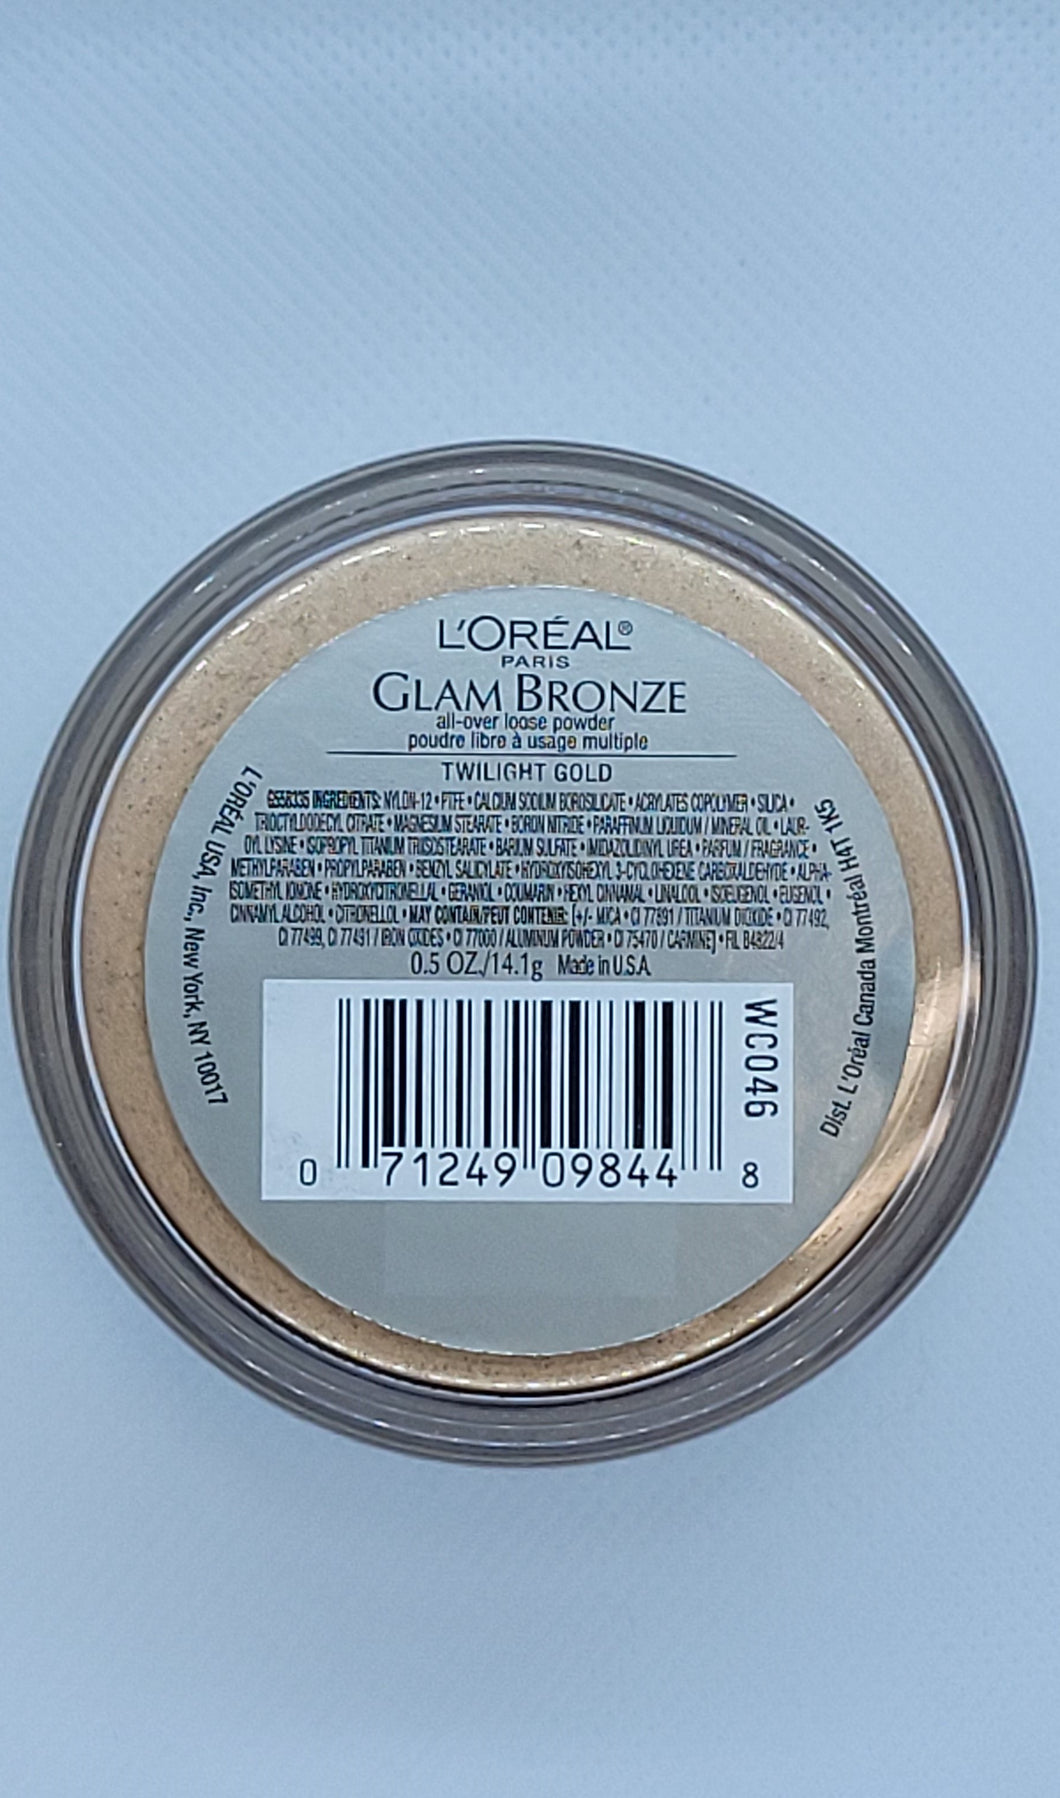 L'ORÉAL®
PARIS
GLAM BRONZE
all-over loose powder
poudre libre à usage multiple
TWILIGHT GOLD
G558335 INGREDIENTS: NYLON-12 • PTFE • CALCIUM SODIUM BOROSILICATE • ACRYLATES COPOLYMER • SILICA •
TRIOCTYLDODECYL CITRATE • MAGNESIUM STEARATE • BORON NITRIDE • PARAFFINUM LIQUIDUM / MINERAL OIL • LAUR-
OYL LYSINE • ISOPROPYL TITANIUM TRIISOSTEARATE • BARIUM SULFATE • IMIDAZOLIDINYL UREA • PARFUM / FRAGRANCE •
METHYLPARABEN • PROPYLPARABEN • BENZYL SALICYLATE • HYDROXYISOHEXYL 3-CYCLOHEXENE CARBOXALDEHYDE • ALPHA-
ISOMETHYL IONONE • HYDROXYCITRONELLAL • GERANIOL • COUMARIN • HEXYL CINNAMAL • LINALOOL • ISOEUGENOL • EUGENOL •
CINNAMYL ALCOHOL • CITRONELLOL • MAY CONTAIN/PEUT CONTENIR: [+/- MICA • CI 77891 / TITANIUM DIOXIDE • CI 77492,
CI 77499, CI 77491 / IRON OXIDES • CI 77000 / ALUMINUM POWDER • CI 75470 / CARMINE] • FIL B4822/4
0.5 OZ./14.1g Made in U.S.A.
L'ORÉAL USA, Inc., New York, NY 10017
Dist. L'Oréal Canada Montréal H4T 1K5
WC046
0 71249 09844 8